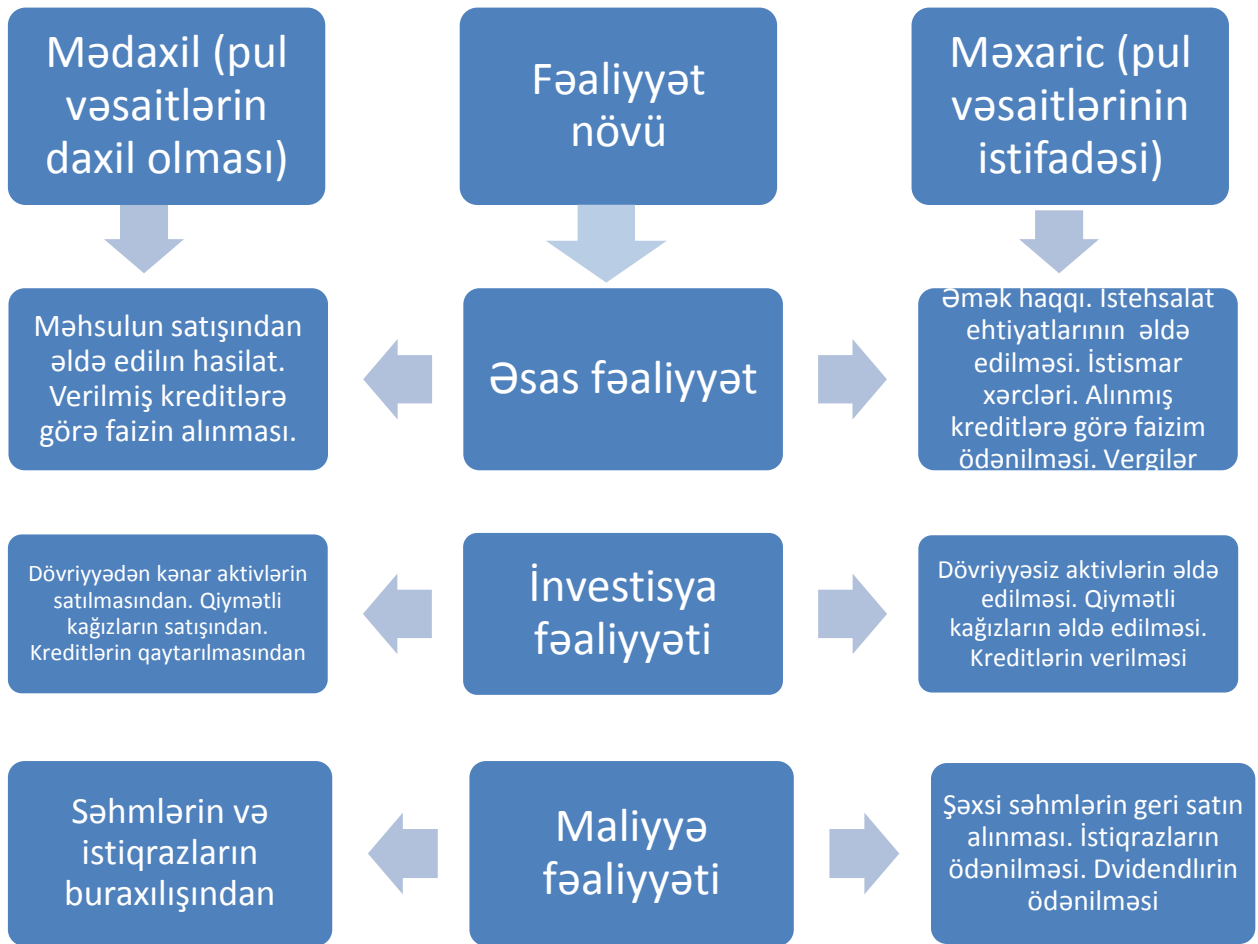 Mədaxil (pul
vəsaitlərin
daxil olması)
Fəaliyyət
növü
Məxaric (pul
vəsaitlərinin
istifadəsi)
Məhsulun satışından
əldə edilın hasilat.
Verilmiş kreditlərə
görə faizin alınması.
Əsas fəaliyyət
Əmək haqqı. İstehsalat
ehtiyatlarının əldə
edilməsi. İstismar
xərcləri. Alınmış
kreditlərə görə faizim
ödənilməsi. Vergilər
Dövriyyədən kənar aktivlərin
satılmasından. Qiymətli
kağızların satışından.
Kreditlərin qaytarılmasından
İnvestisya
fəaliyyəti
Dövriyyəsiz aktivlərin əldə
edilməsi. Qiymətli
kağızların əldə edilməsi.
Kreditlərin verilməsi
Səhmlərin və
istiqrazların
buraxılışından
Maliyyə
fəaliyyəti
Şəxsi səhmlərin geri satın
alınması. İstiqrazların
ödənilməsi. Dvidendlırin
ödənilməsi